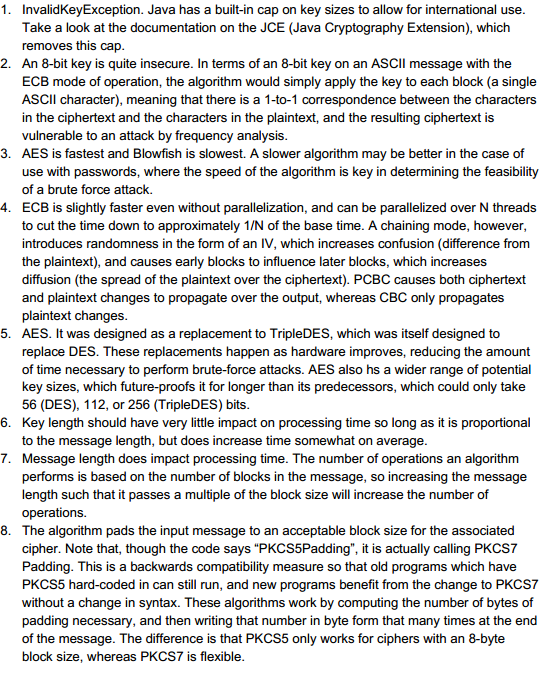 1. InvalidKeyException. Java has a built-in cap on key sizes to allow for international use.
Take a look at the documentation on the JCE (Java Cryptography Extension), which
removes this cap.
2. An 8-bit key is quite insecure. In terms of an 8-bit key on an ASCII message with the
ECB mode of operation, the algorithm would simply apply the key to each block (a single
ASCII character), meaning that there is a 1-to-1 correspondence between the characters
in the ciphertext and the characters in the plaintext, and the resulting ciphertext is
vulnerable to an attack by frequency analysis.
3. AES is fastest and Blowfish is slowest. A slower algorithm may be better in the case of
use with passwords, where the speed of the algorithm is key in determining the feasibility
of a brute force attack.
4. ECB is slightly faster even without parallelization, and can be parallelized over N threads
to cut the time down to approximately 1/N of the base time. A chaining mode, however,
introduces randomness in the form of an IV, which increases confusion (difference from
the plaintext), and causes early blocks to influence later blocks, which increases
diffusion (the spread of the plaintext over the ciphertext). PCBC causes both ciphertext
and plaintext changes to propagate over the output, whereas CBC only propagates
plaintext changes.
5. AES. It was designed as a replacement to TripleDES, which was itself designed to
replace DES. These replacements happen as hardware improves, reducing the amount
of time necessary to perform brute-force attacks. AES also hs a wider range of potential
key sizes, which future-proofs it for longer than its predecessors, which could only take
56 (DES), 112, or 256 (TripleDES) bits.
6. Key length should have very little impact on processing time so long as it is proportional
to the message length, but does increase time somewhat on average.
7. Message length does impact processing time. The number of operations an algorithm
performs is based on the number of blocks in the message, so increasing the message
length such that it passes a multiple of the block size will increase the number of
operations.
8. The algorithm pads the input message to an acceptable block size for the associated
cipher. Note that, though the code says “PKCS5Padding”, it is actually calling PKCS7
Padding. This is a backwards compatibility measure so that old programs which have
PKCS5 hard-coded in can still run, and new programs benefit from the change to PKCS7
without a change in syntax. These algorithms work by computing the number of bytes of
padding necessary, and then writing that number in byte form that many times at the end
of the message. The difference is that PKCS5 only works for ciphers with an 8-byte
block size, whereas PKCS7 is flexible.